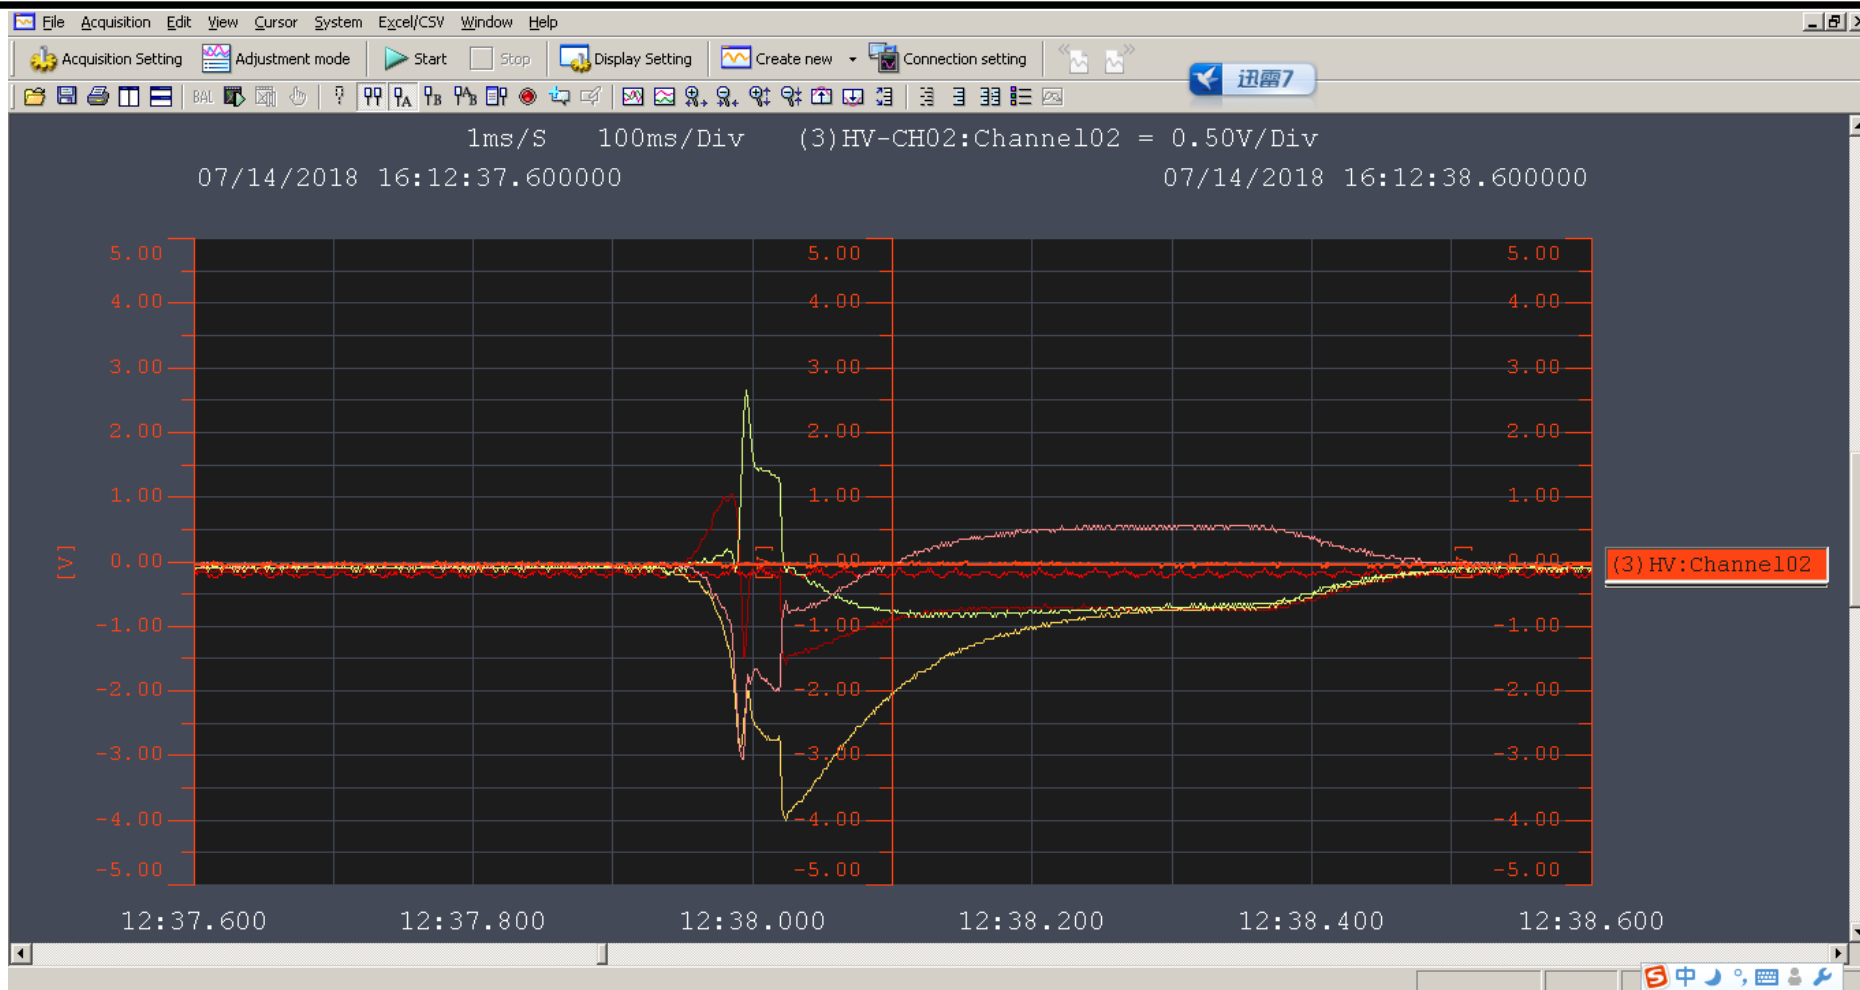 File Acquisition Edit View Cursor System Excel/CSV Window Help
Acquisition Setting Adjustment mode Start Stop Display Setting Create new Connection setting
BAL A B AB
迅雷7
1ms/S 100ms/Div (3)HV-CH02:Channel02 = 0.50V/Div
07/14/2018 16:12:37.600000 07/14/2018 16:12:38.600000
5.00 5.00 5.00
4.00 4.00 4.00
3.00 3.00 3.00
2.00 2.00 2.00
1.00 1.00 1.00
[V] 0.00 [V] 0.00 [V] 0.00
(3)HV:Channel02
-1.00 -1.00 -1.00
-2.00 -2.00 -2.00
-3.00 -3.00 -3.00
-4.00 -4.00 -4.00
-5.00 -5.00 -5.00
12:37.600 12:37.800 12:38.000 12:38.200 12:38.400 12:38.600
中